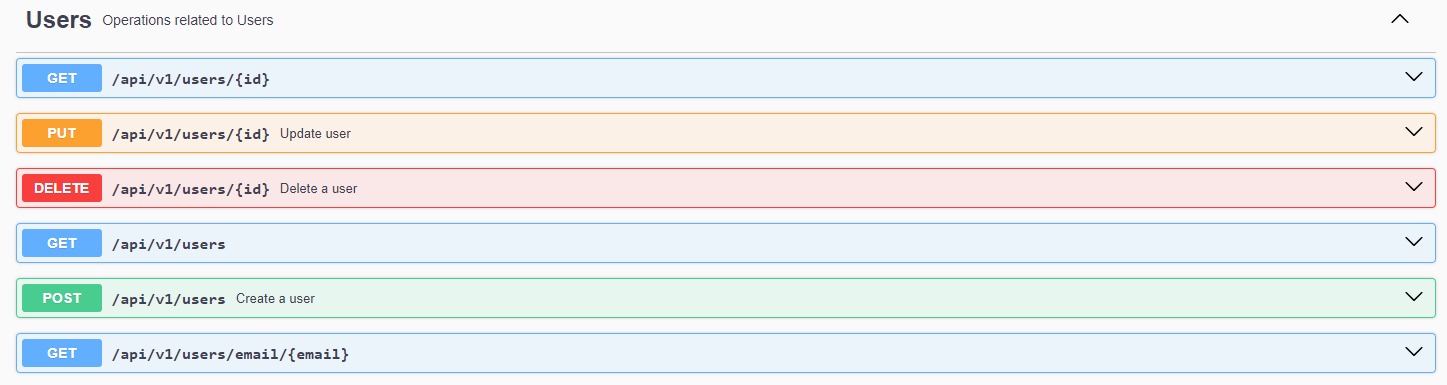 Users Operations related to Users
GET /api/v1/users/{id}
PUT /api/v1/users/{id} Update user
DELETE /api/v1/users/{id} Delete a user
GET /api/v1/users
POST /api/v1/users Create a user
GET /api/v1/users/email/{email}